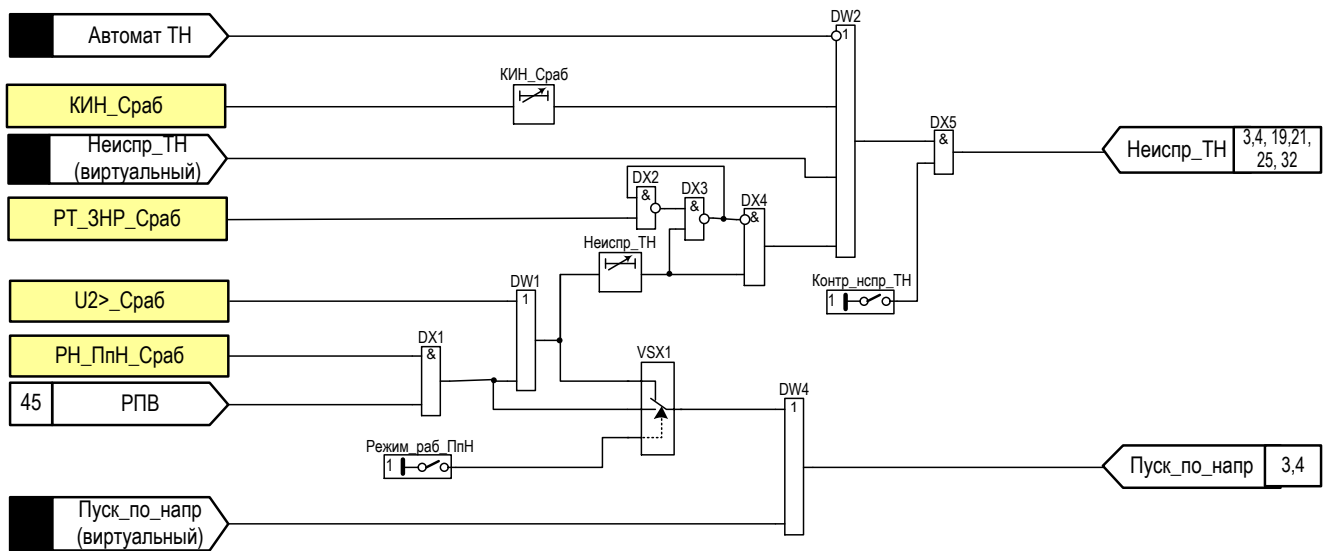 DW2
Автомат ТН
1
КИН_Сраб
КИН_Сраб
DX5
&
Неиспр_ТН
(виртуальный)
Неиспр_ТН
3,4, 19,21,
25, 32
DX2
&
DX3
&
DX4
&
РТ_ЗНР_Сраб
Неиспр_ТН
DW1
1
Контр_нспр_ТН
1
U2>_Сраб
DX1
&
РН_ПпН_Сраб
VSX1
45
РПВ
DW4
1
Режим_раб_ПпН
1
Пуск_по_напр
3,4
Пуск_по_напр
(виртуальный)